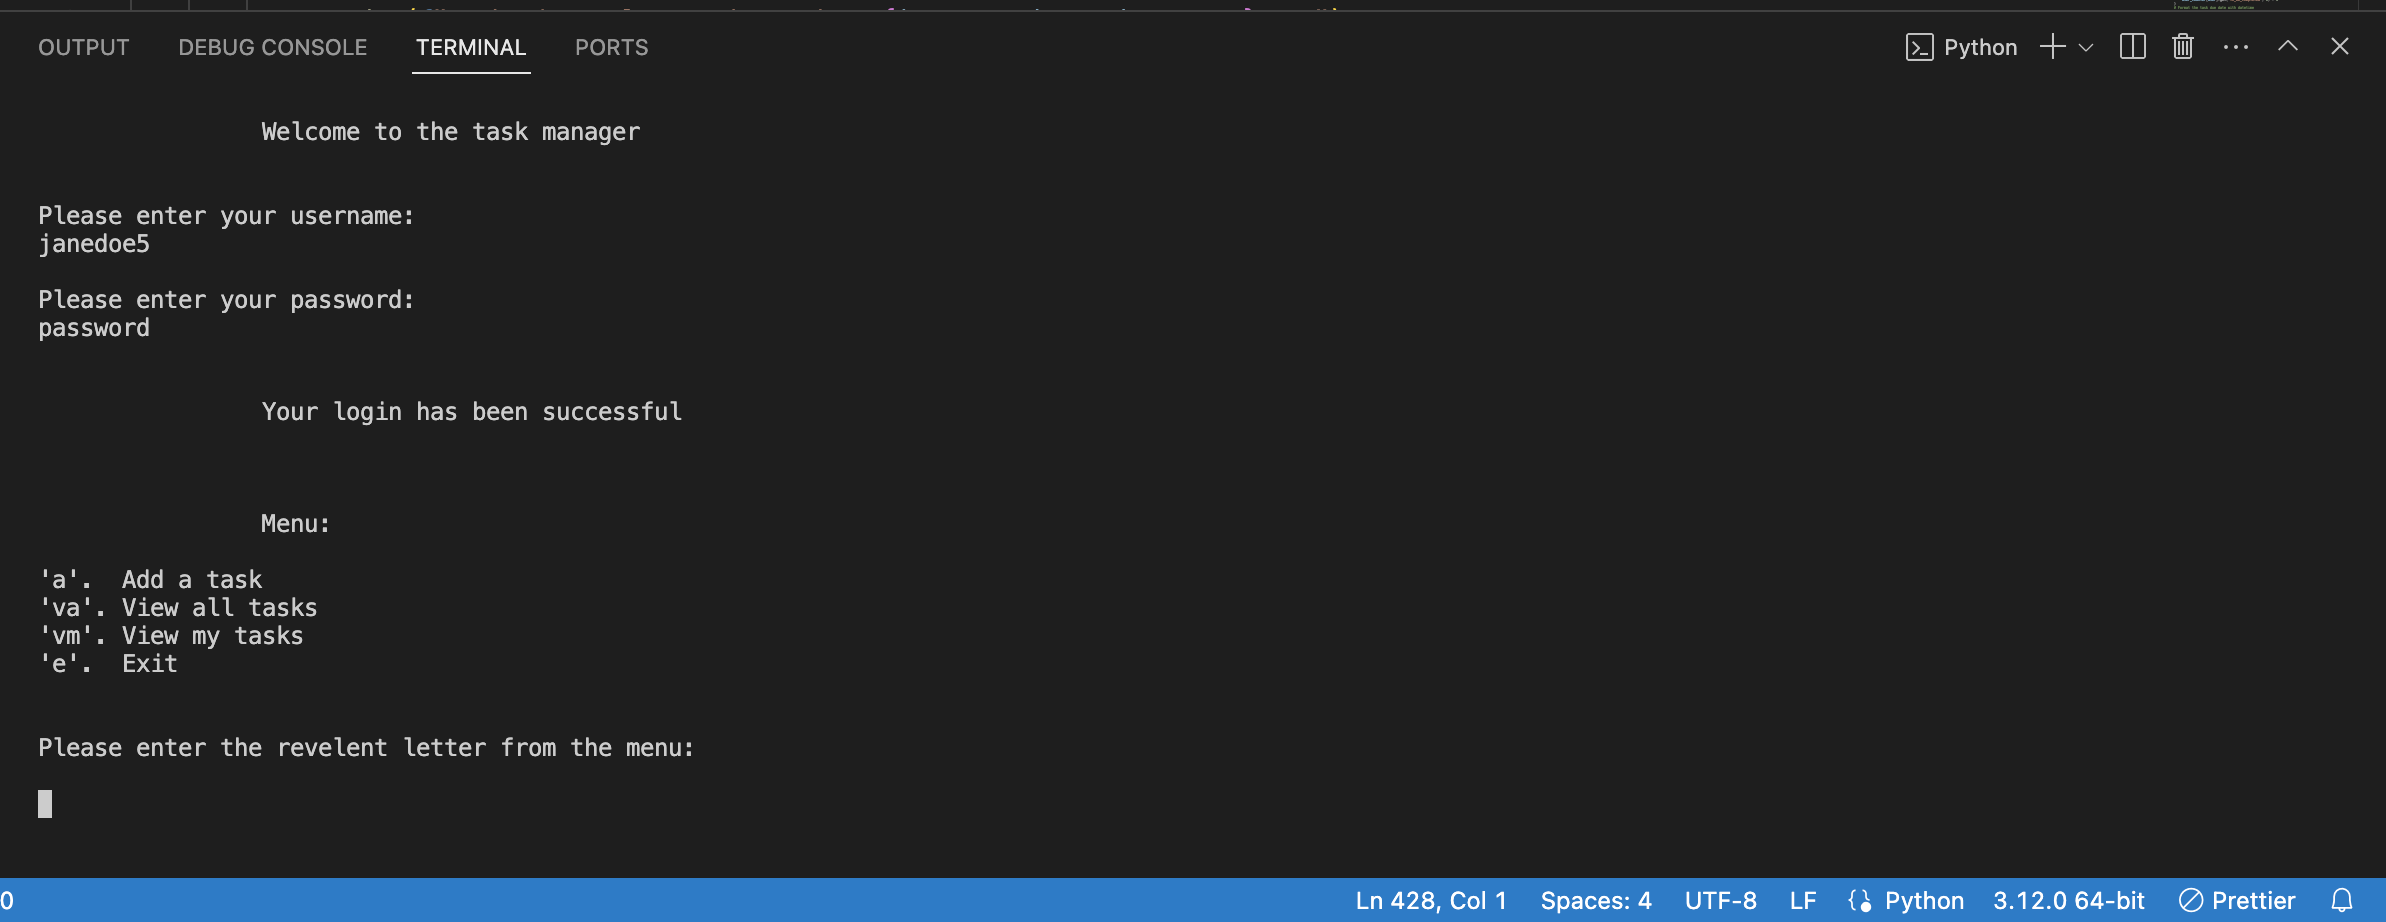 OUTPUT DEBUG CONSOLE TERMINAL PORTS Python
Welcome to the task manager
Please enter your username:
janedoe5
Please enter your password:
password
Your login has been successful
Menu:
'a'. Add a task
'va'. View all tasks
'vm'. View my tasks
'e'. Exit
Please enter the revelent letter from the menu:
0 Ln 428, Col 1 Spaces: 4 UTF-8 LF Python 3.12.0 64-bit Prettier